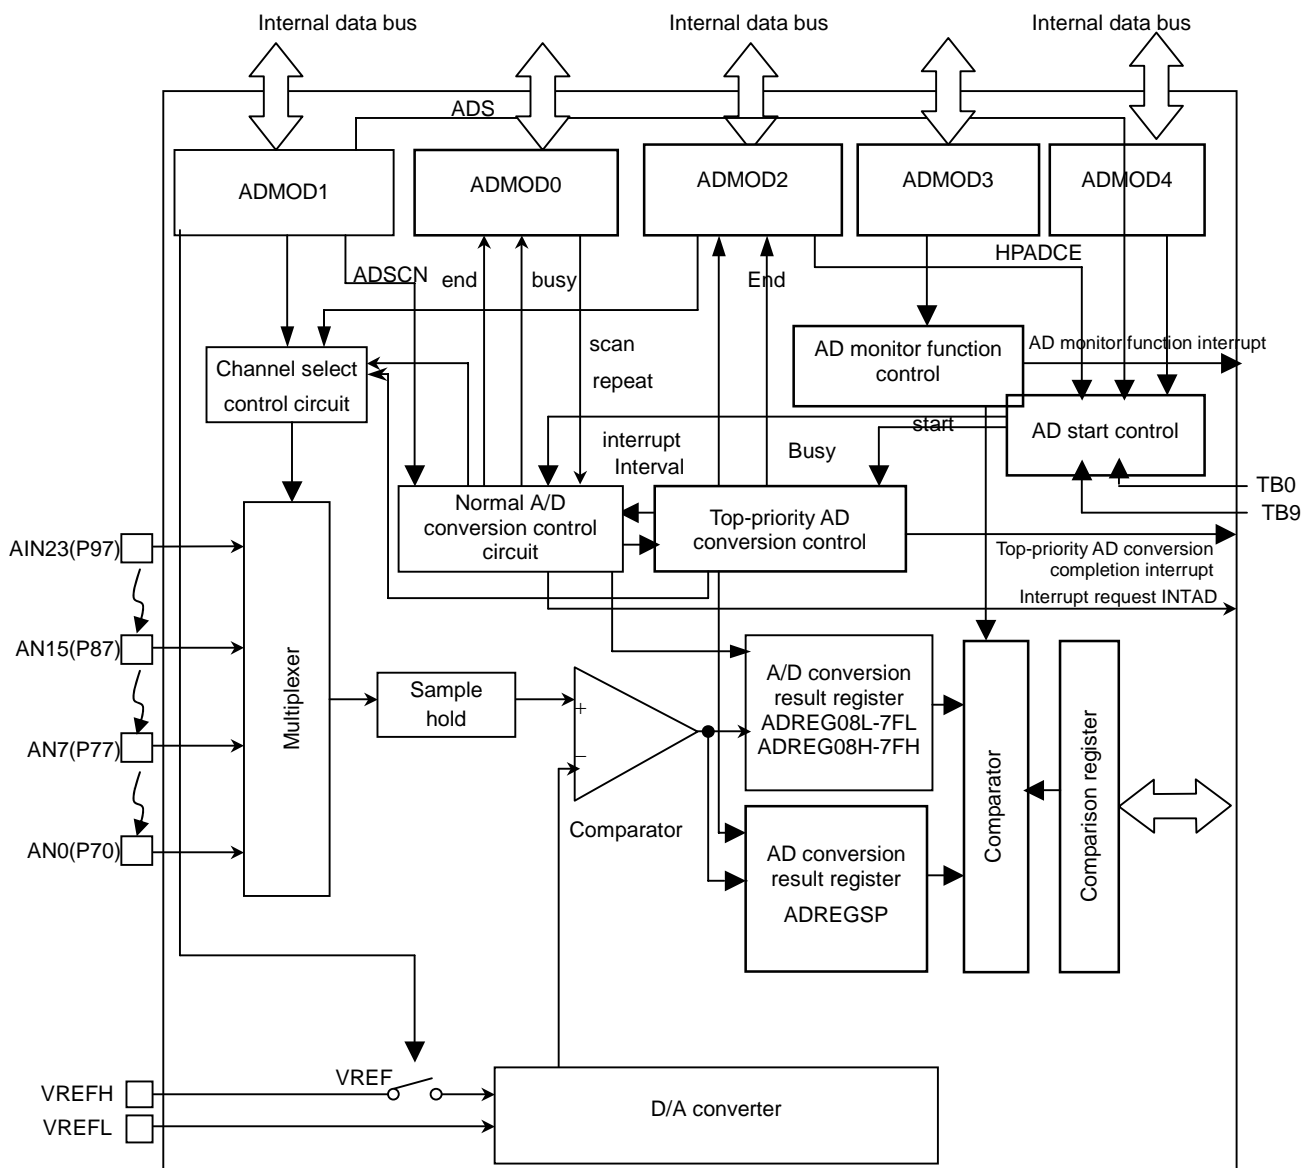 Internal data bus
Internal data bus
Internal data bus
ADS
ADMOD1
ADMOD0
ADMOD2
ADMOD3
ADMOD4
ADSCN
end
busy
End
HPADCE
Channel select
control circuit
scan
repeat
AD monitor function
control
AD monitor function interrupt
start
AD start control
interrupt
Interval
Busy
TB0
TB9
Normal A/D
conversion control
circuit
Top-priority AD
conversion control
Top-priority AD conversion
completion interrupt
Interrupt request INTAD
AIN23(P97)
AN15(P87)
AN7(P77)
AN0(P70)
Multiplexer
Sample
hold
+
−
Comparator
A/D conversion
result register
ADREG08L-7FL
ADREG08H-7FH
AD conversion
result register
ADREGSP
Comparator
Comparison register
VREF
VREFH
VREFL
D/A converter